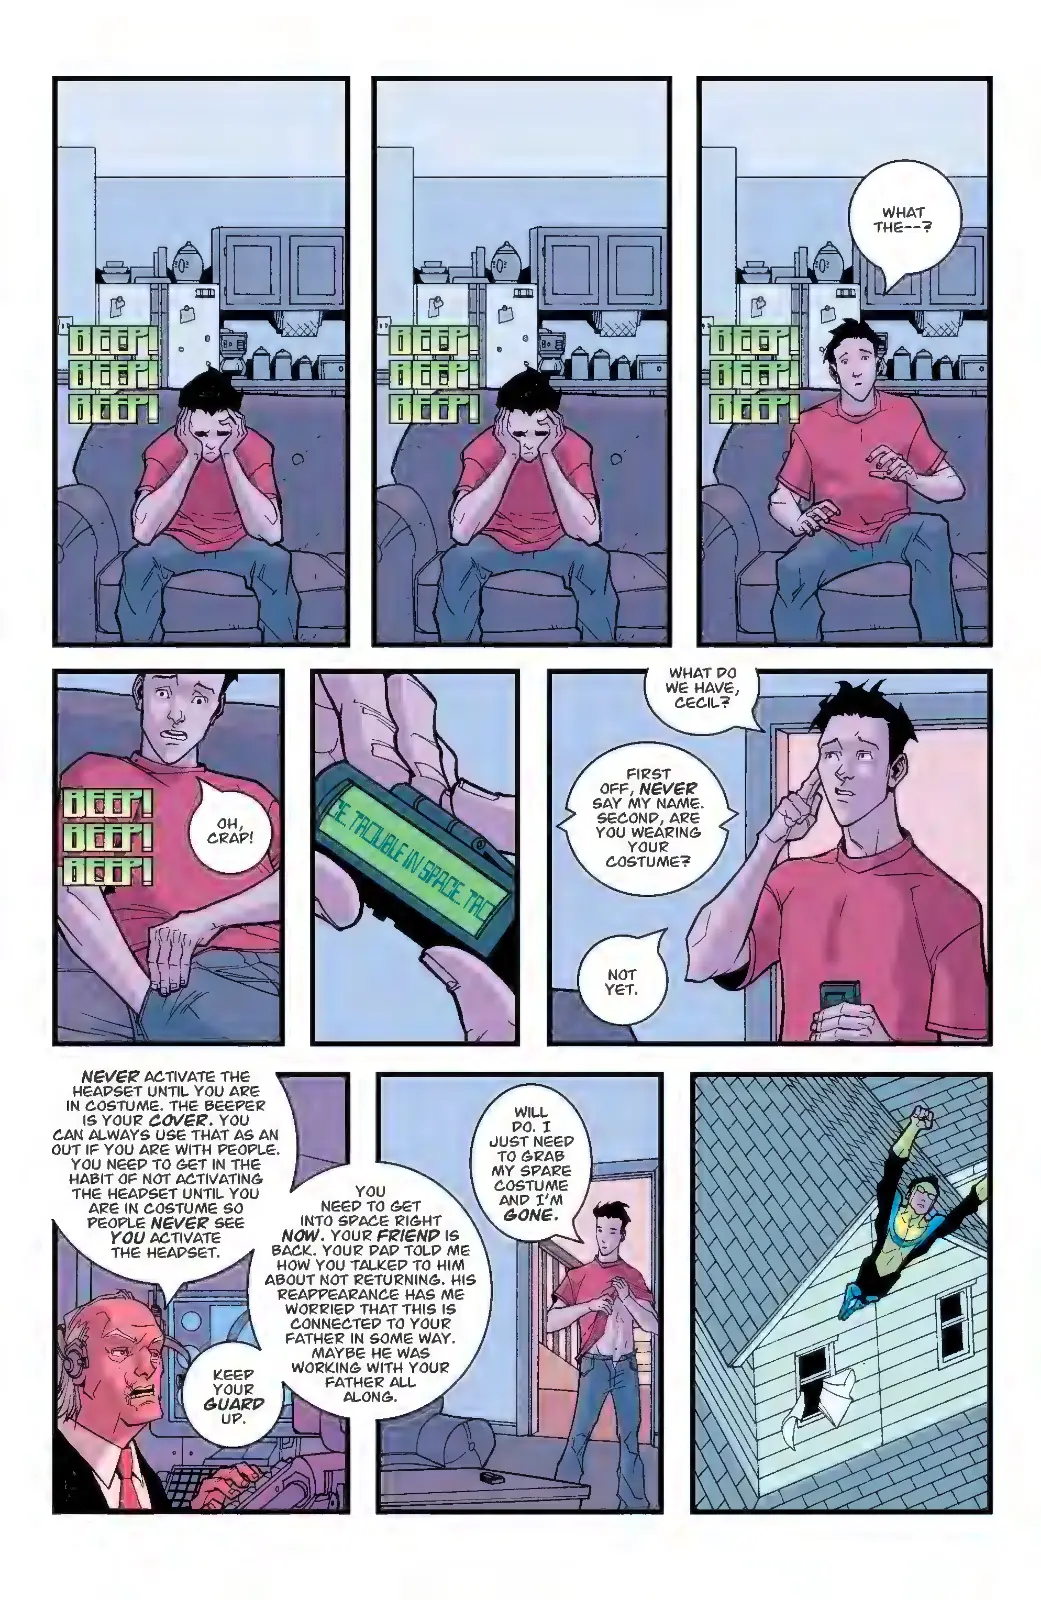 BEEP!
BEEP!
BEEP!
BEEP!
BEEP!
BEEP!
WHAT
THE--?
BEEP!
BEEP!
BEEP!
BEEP!
BEEP!
BEEP!
OH,
CRAP!
CE. TROUBLE IN SPACE. TRO
WHAT DO
WE HAVE,
CECIL?
FIRST
OFF, NEVER
SAY MY NAME.
SECOND, ARE
YOU WEARING
YOUR
COSTUME?
NOT
YET.
NEVER ACTIVATE THE
HEADSET UNTIL YOU ARE
IN COSTUME. THE BEEPER
IS YOUR COVER. YOU
CAN ALWAYS USE THAT AS AN
OUT IF YOU ARE WITH PEOPLE.
YOU NEED TO GET IN THE
HABIT OF NOT ACTIVATING
THE HEADSET UNTIL YOU
ARE IN COSTUME SO
PEOPLE NEVER SEE
YOU ACTIVATE
THE HEADSET.
YOU
NEED TO GET
INTO SPACE RIGHT
NOW. YOUR FRIEND IS
BACK. YOUR DAD TOLD ME
HOW YOU TALKED TO HIM
ABOUT NOT RETURNING. HIS
REAPPEARANCE HAS ME
WORRIED THAT THIS IS
CONNECTED TO YOUR
FATHER IN SOME WAY.
MAYBE HE WAS
WORKING WITH YOUR
FATHER ALL
ALONG.
KEEP
YOUR
GUARD
UP.
WILL
DO. I
JUST NEED
TO GRAB
MY SPARE
COSTUME
AND I'M
GONE.